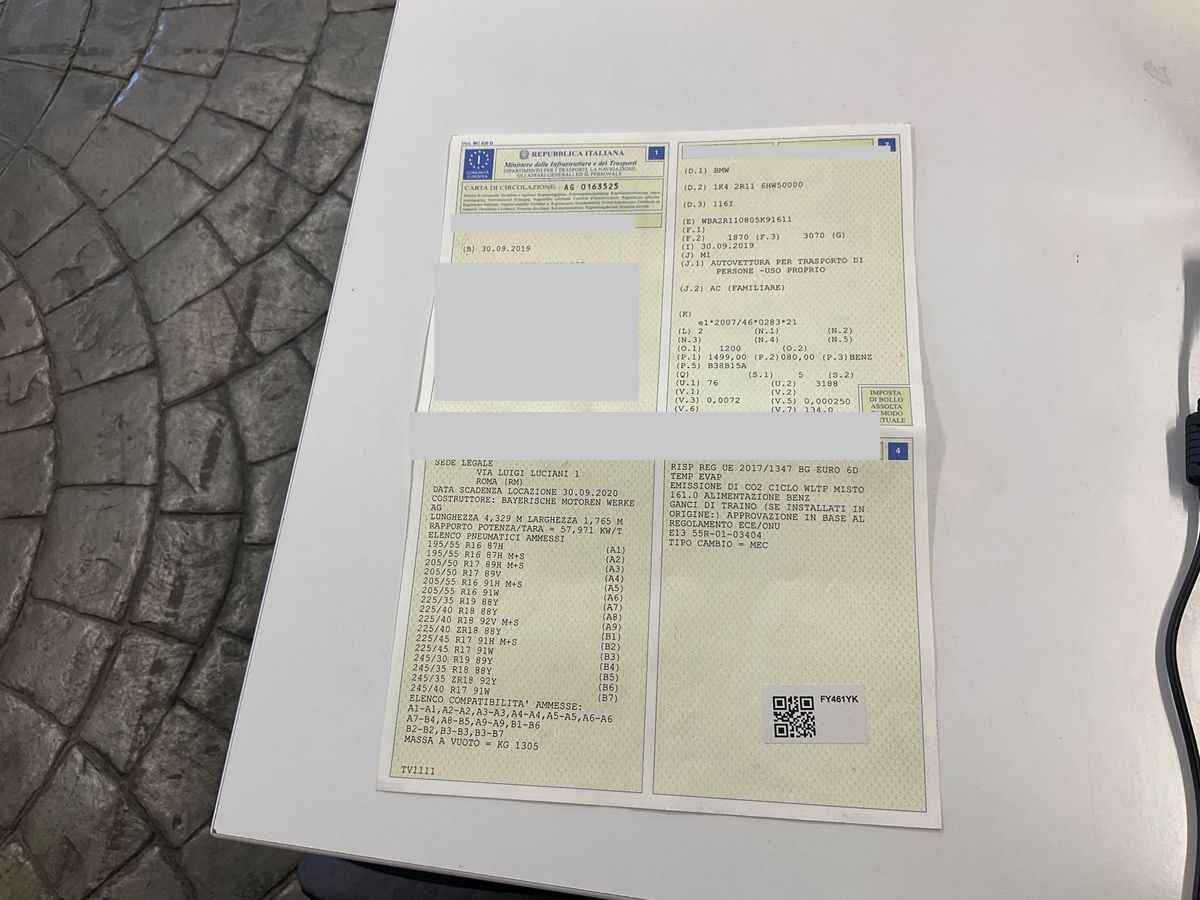 Mod. MC 820 D
REPUBBLICA ITALIANA
1
Ministero delle Infrastrutture e dei Trasporti
DIPARTIMENTO PER I TRASPORTI, LA NAVIGAZIONE,
GLI AFFARI GENERALI ED IL PERSONALE
COMUNITÀ EUROPEA
I
CARTA DI CIRCOLAZIONE - AG 0163525
(B) 30.09.2019
2
(D.1) BMW
(D.2) 1K4 2R11 6HW50000
(D.3) 116I
(E) WBA2R110805K91611
(F.1)
(F.2) 1870 (F.3) 3070 (G)
(I) 30.09.2019
(J) M1
(J.1) AUTOVETTURA PER TRASPORTO DI
PERSONE -USO PROPRIO
(J.2) AC (FAMILIARE)
(K)
e1*2007/46*0283*21
(L) 2 (N.1) (N.2)
(N.3) (N.4) (N.5)
(O.1) 1200 (O.2)
(P.1) 1499,00 (P.2)080,00 (P.3)BENZ
(P.5) B38B15A
(Q) (S.1) 5 (S.2)
(U.1) 76 (U.2) 3188
(V.1) (V.2)
(V.3) 0,0072 (V.5) 0,000250
(V.6) (V.7) 134.0
IMPOSTA
DI BOLLO
ASSOLTA
MODO
TUALE
SEDE LEGALE
VIA LUIGI LUCIANI 1
ROMA (RM)
DATA SCADENZA LOCAZIONE 30.09.2020
COSTRUTTORE: BAYERISCHE MOTOREN WERKE
AG
LUNGHEZZA 4,329 M LARGHEZZA 1,765 M
RAPPORTO POTENZA/TARA = 57,971 KW/T
ELENCO PNEUMATICI AMMESSI
195/55 R16 87H (A1)
195/55 R16 87H M+S (A2)
205/50 R17 89H M+S (A3)
205/50 R17 89V (A4)
205/55 R16 91H M+S (A5)
205/55 R16 91W (A6)
225/35 R19 88Y (A7)
225/40 R18 88Y (A8)
225/40 R18 92V M+S (A9)
225/40 ZR18 88Y (B1)
225/45 R17 91H M+S (B2)
225/45 R17 91W (B3)
245/30 R19 89Y (B4)
245/35 R18 88Y (B5)
245/35 ZR18 92Y (B6)
245/40 R17 91W (B7)
ELENCO COMPATIBILITA' AMMESSE:
A1-A1,A2-A2,A3-A3,A4-A4,A5-A5,A6-A6
A7-B4,A8-B5,A9-A9,B1-B6
B2-B2,B3-B3,B3-B7
MASSA A VUOTO = KG 1305
TV1111
4
RISP REG UE 2017/1347 BG EURO 6D
TEMP EVAP
EMISSIONE DI CO2 CICLO WLTP MISTO
161.0 ALIMENTAZIONE BENZ
GANCI DI TRAINO (SE INSTALLATI IN
ORIGINE:) APPROVAZIONE IN BASE AL
REGOLAMENTO ECE/ONU
E13 55R-01-03404
TIPO CAMBIO = MEC
FY461YK